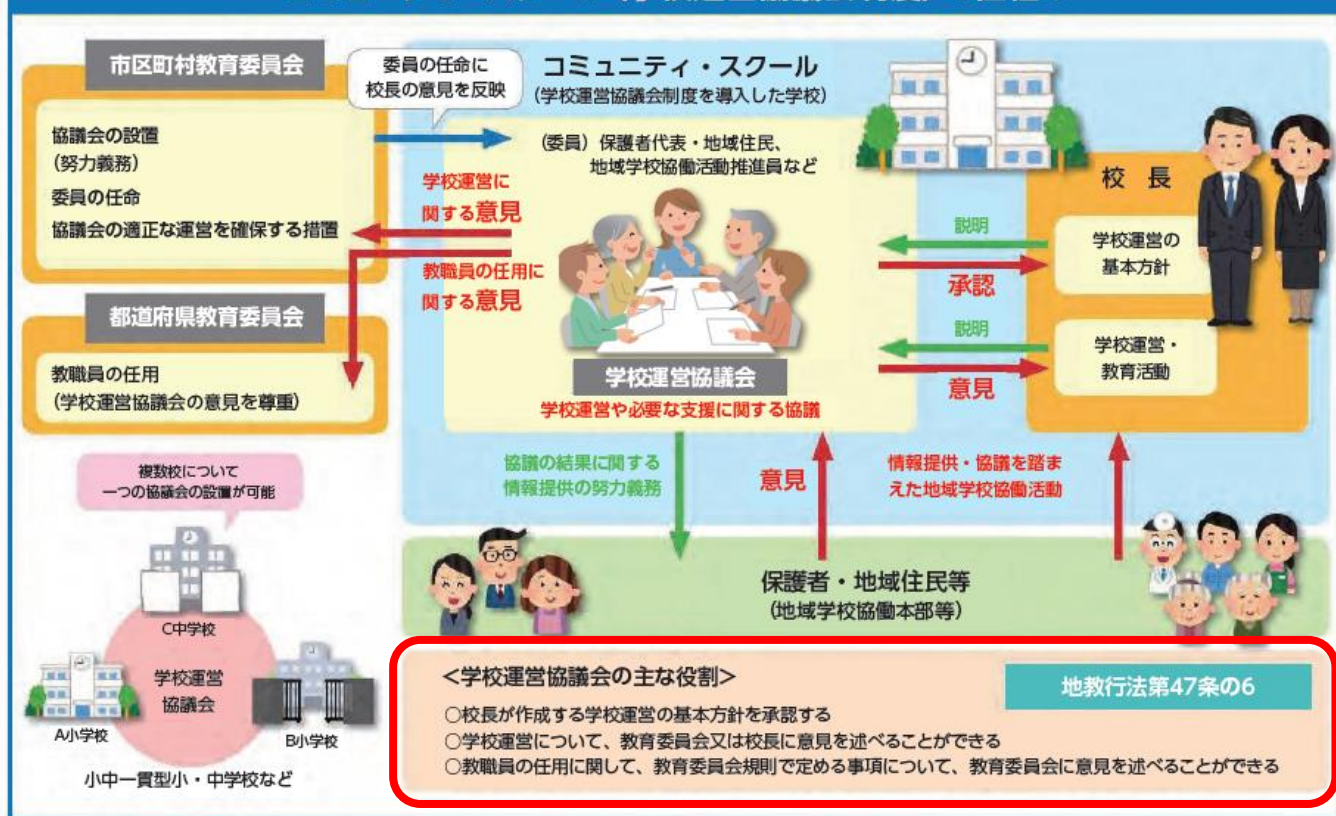 市区町村教育委員会
協議会の設置
(努力義務)
委員の任命
協議会の適正な運営を確保する措置
委員の任命に
校長の意見を反映
コミュニティ・スクール
(学校運営協議会制度を導入した学校)
(委員) 保護者代表・地域住民、
地域学校協働活動推進員など
学校運営に
関する意見
教職員の任用に
関する意見
都道府県教育委員会
教職員の任用
(学校運営協議会の意見を尊重)
学校運営協議会
学校運営や必要な支援に関する協議
校 長
説明
承認
学校運営の
基本方針
説明
意見
学校運営・
教育活動
協議の結果に関する
情報提供の努力義務
意見
情報提供・協議を踏ま
えた地域学校協働活動
保護者・地域住民等
(地域学校協働本部等)
複数校について
一つの協議会の設置が可能
C中学校
学校運営
協議会
A小学校
B小学校
小中一貫型小・中学校など
<学校運営協議会の主な役割>
地教行法第47条の6
○校長が作成する学校運営の基本方針を承認する
○学校運営について、教育委員会又は校長に意見を述べることができる
○教職員の任用に関して、教育委員会規則で定める事項について、教育委員会に意見を述べることができる